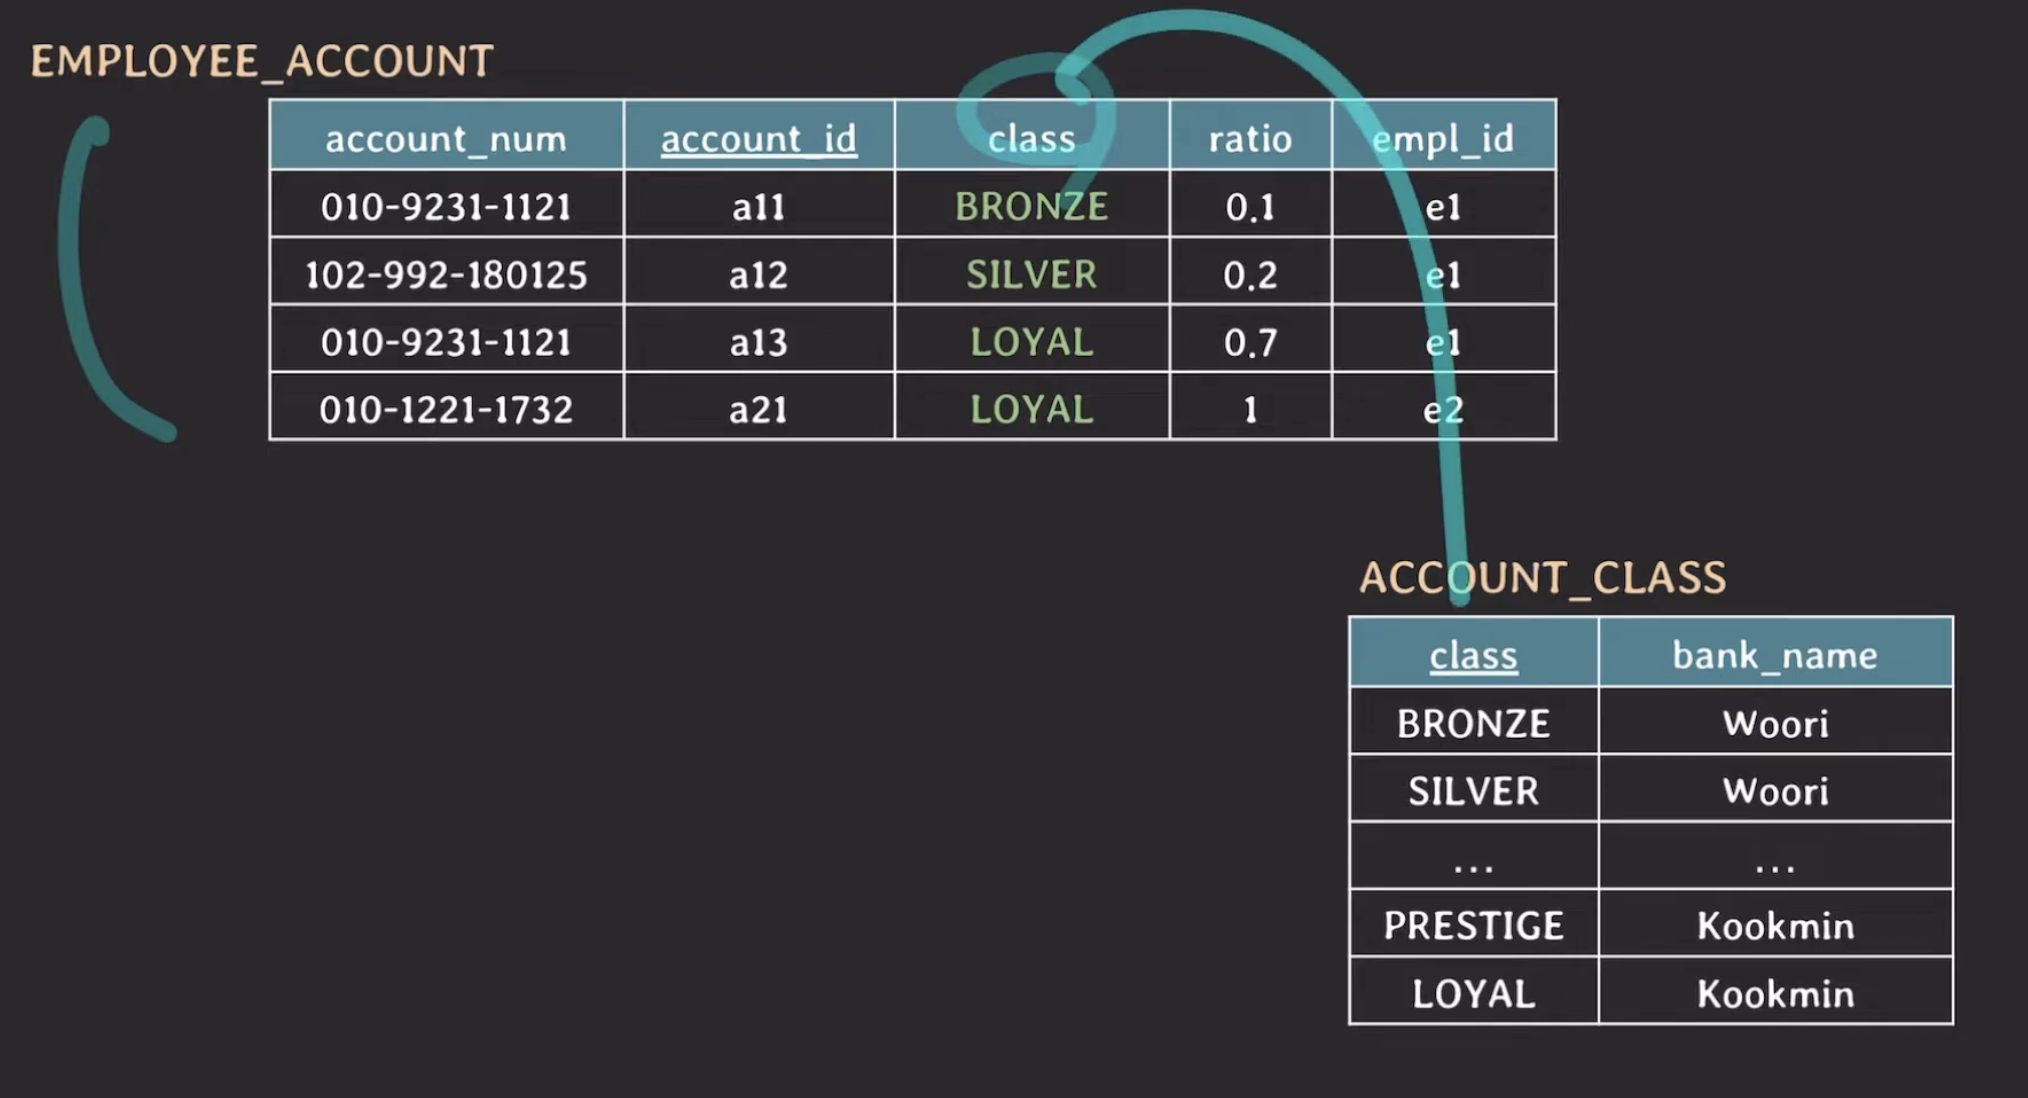 EMPLOYEE_ACCOUNT
account_num account_id class ratio empl_id
010-9231-1121 a11 BRONZE 0.1 e1
102-992-180125 a12 SILVER 0.2 e1
010-9231-1121 a13 LOYAL 0.7 e1
010-1221-1732 a21 LOYAL 1 e2
ACCOUNT_CLASS
class bank_name
BRONZE Woori
SILVER Woori
... ...
PRESTIGE Kookmin
LOYAL Kookmin